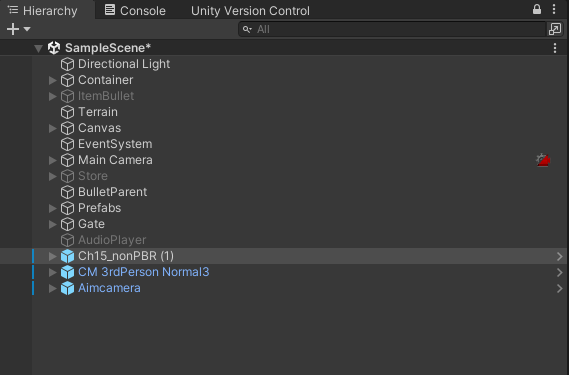 Hierarchy Console Unity Version Control
All
SampleScene*
Directional Light
Container
ItemBullet
Terrain
Canvas
EventSystem
Main Camera
Store
BulletParent
Prefabs
Gate
AudioPlayer
Ch15_nonPBR (1)
CM 3rdPerson Normal3
Aimcamera